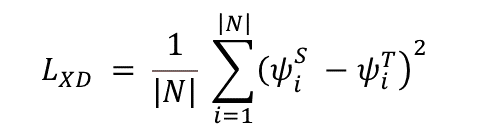 L_{XD} = \frac{1}{|N|} \sum_{i=1}^{|N|} (\psi_i^S - \psi_i^T)^2